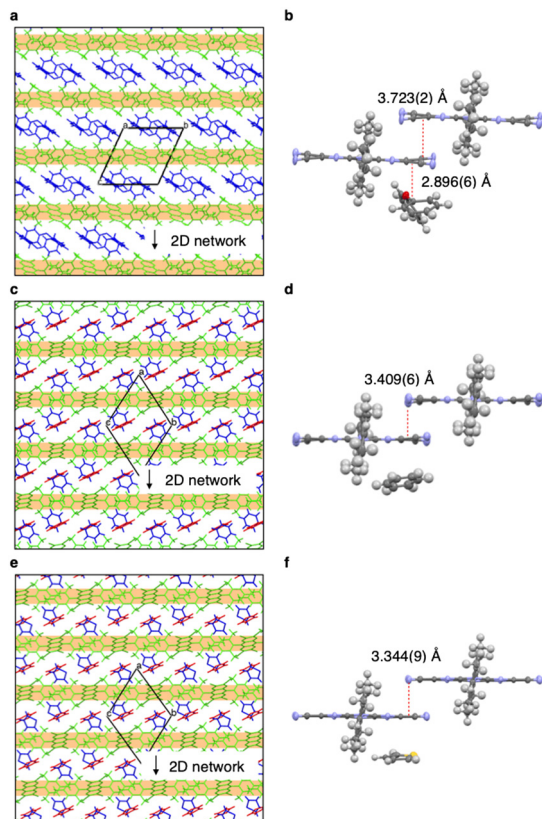 a
b
3.723(2) Å
2.896(6) Å
a
b
c
2D network
c
d
3.409(6) Å
a
c
b
2D network
e
f
3.344(9) Å
a
c
b
2D network